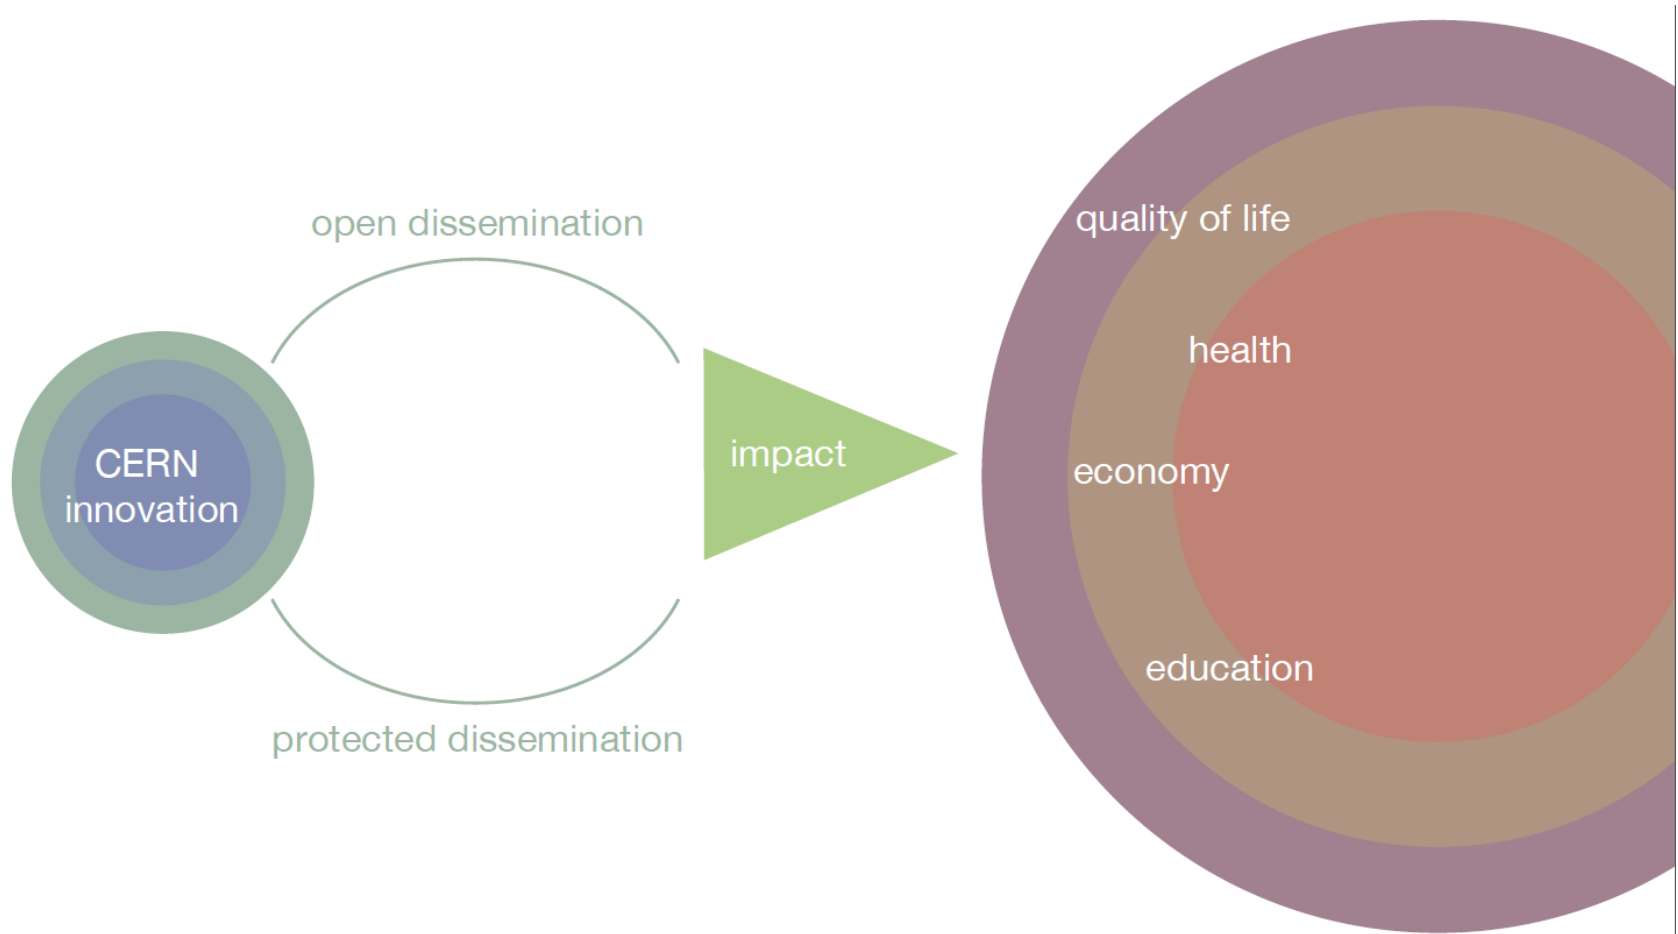 open dissemination
CERN
innovation
protected dissemination
impact
quality of life
health
economy
education